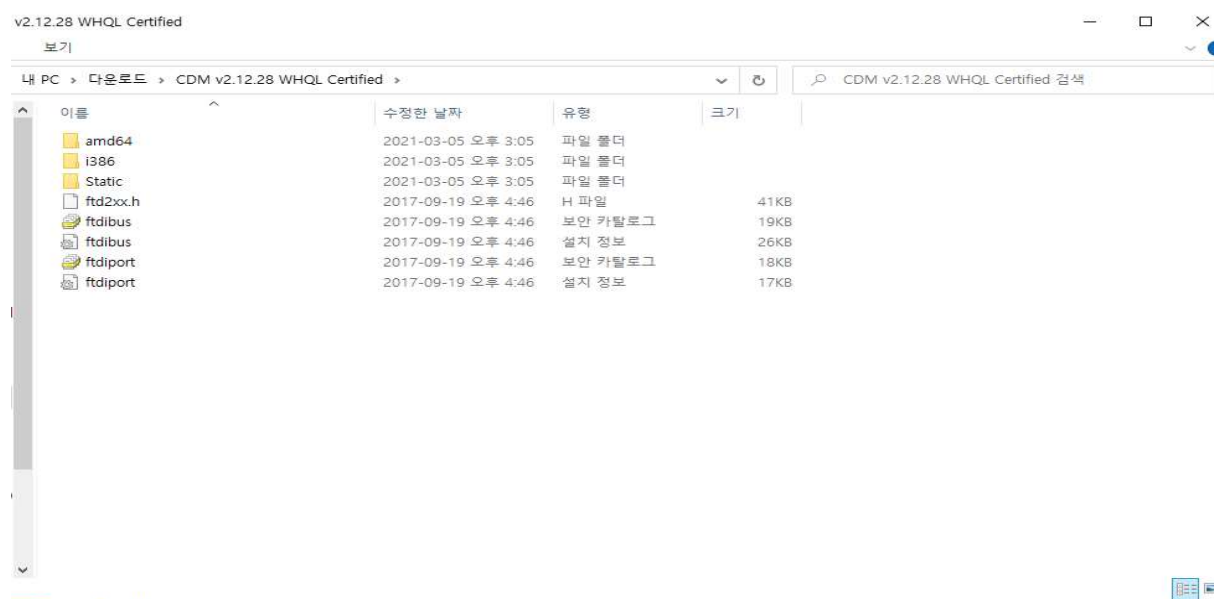 v2.12.28 WHQL Certified
보기
내 PC > 다운로드 > CDM v2.12.28 WHQL Certified >
CDM v2.12.28 WHQL Certified 검색
이름 수정한 날짜 유형 크기
amd64 2021-03-05 오후 3:05 파일 폴더
i386 2021-03-05 오후 3:05 파일 폴더
Static 2021-03-05 오후 3:05 파일 폴더
ftd2xx.h 2017-09-19 오후 4:46 H 파일 41KB
ftdibus 2017-09-19 오후 4:46 보안 카탈로그 19KB
ftdibus 2017-09-19 오후 4:46 설치 정보 26KB
ftdiport 2017-09-19 오후 4:46 보안 카탈로그 18KB
ftdiport 2017-09-19 오후 4:46 설치 정보 17KB